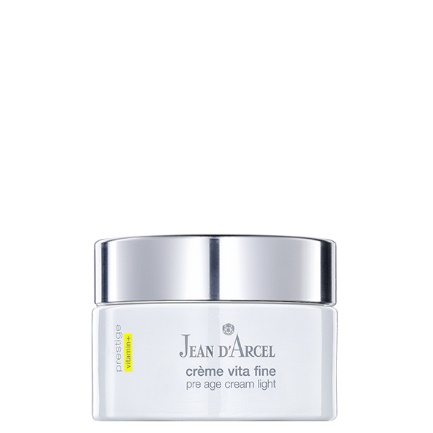 JEAN D'ARCEL
crème vita fine
pre age cream light
prestige
vitamin+